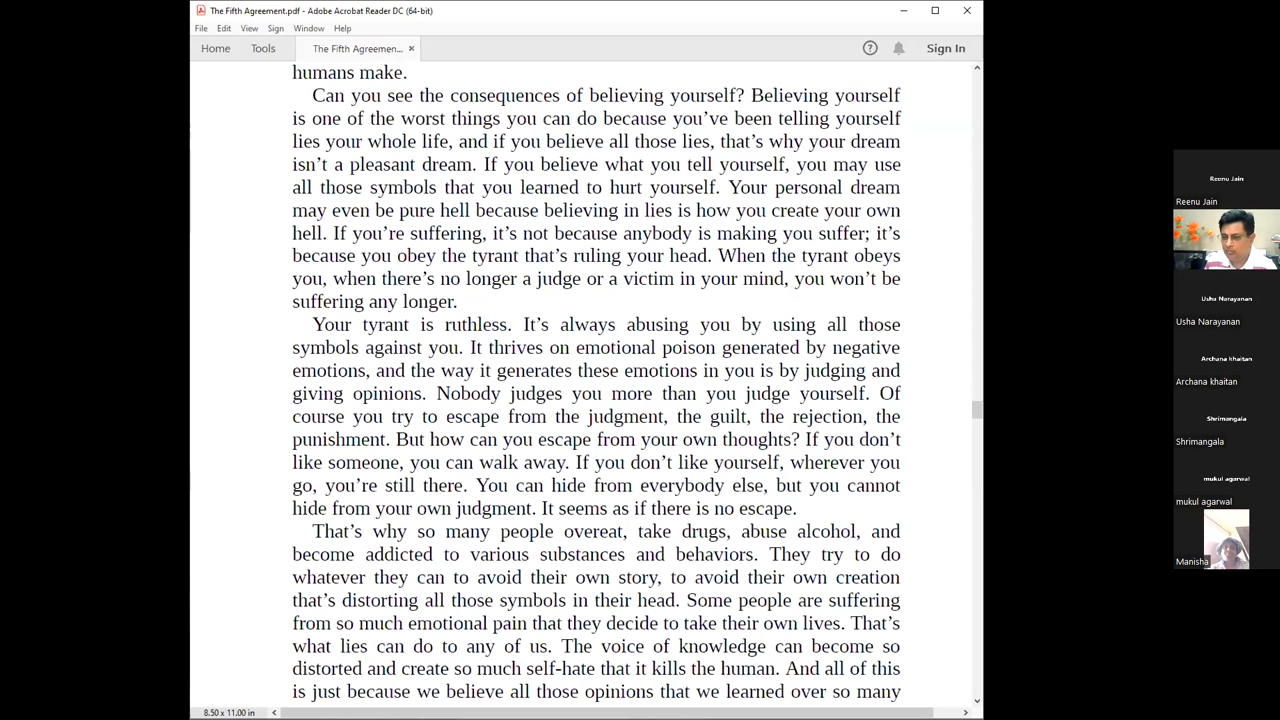 The Fifth Agreement.pdf - Adobe Acrobat Reader DC (64-bit)
File Edit View Sign Window Help
Home Tools The Fifth Agreemen... × Sign In
humans make.
Can you see the consequences of believing yourself? Believing yourself
is one of the worst things you can do because you’ve been telling yourself
lies your whole life, and if you believe all those lies, that’s why your dream
isn’t a pleasant dream. If you believe what you tell yourself, you may use
all those symbols that you learned to hurt yourself. Your personal dream
may even be pure hell because believing in lies is how you create your own
hell. If you’re suffering, it’s not because anybody is making you suffer; it’s
because you obey the tyrant that’s ruling your head. When the tyrant obeys
you, when there’s no longer a judge or a victim in your mind, you won’t be
suffering any longer.
Your tyrant is ruthless. It’s always abusing you by using all those
symbols against you. It thrives on emotional poison generated by negative
emotions, and the way it generates these emotions in you is by judging and
giving opinions. Nobody judges you more than you judge yourself. Of
course you try to escape from the judgment, the guilt, the rejection, the
punishment. But how can you escape from your own thoughts? If you don’t
like someone, you can walk away. If you don’t like yourself, wherever you
go, you’re still there. You can hide from everybody else, but you cannot
hide from your own judgment. It seems as if there is no escape.
That’s why so many people overeat, take drugs, abuse alcohol, and
become addicted to various substances and behaviors. They try to do
whatever they can to avoid their own story, to avoid their own creation
that’s distorting all those symbols in their head. Some people are suffering
from so much emotional pain that they decide to take their own lives. That’s
what lies can do to any of us. The voice of knowledge can become so
distorted and create so much self-hate that it kills the human. And all of this
is just because we believe all those opinions that we learned over so many
8.50 x 11.00 in
Reenu Jain
Reenu Jain
Usha Narayanan
Usha Narayanan
Archana khaitan
Archana khaitan
Shrimangala
Shrimangala
mukul agarwal
mukul agarwal
Manisha